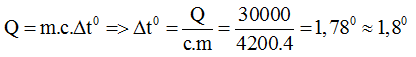 Q = m.c.Δt⁰ => Δt⁰ = Q/c.m = 30000/4200.4 = 1,78⁰ ≈ 1,8⁰